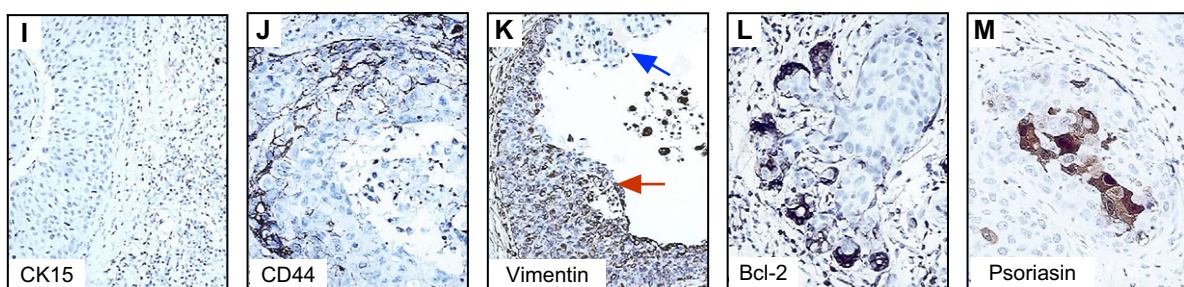 I
CK15
J
CD44
K
Vimentin
L
Bcl-2
M
Psoriasin